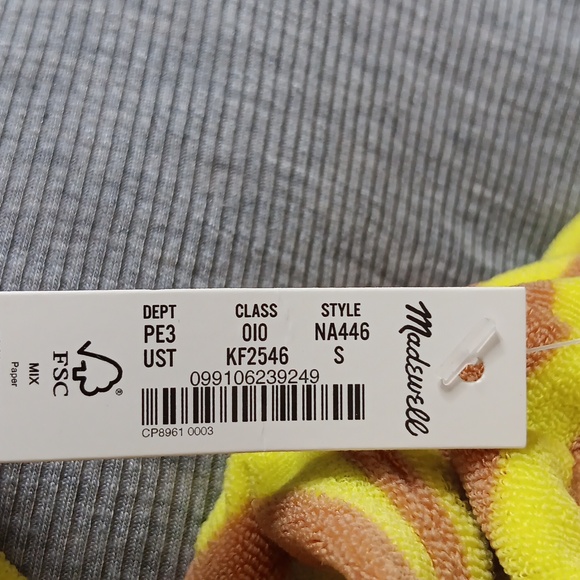 DEPT CLASS STYLE
PE3 010 NA446
UST KF2546 S
099106239249
CP8961 0003
Madewell
FSC
®
MIX
Paper